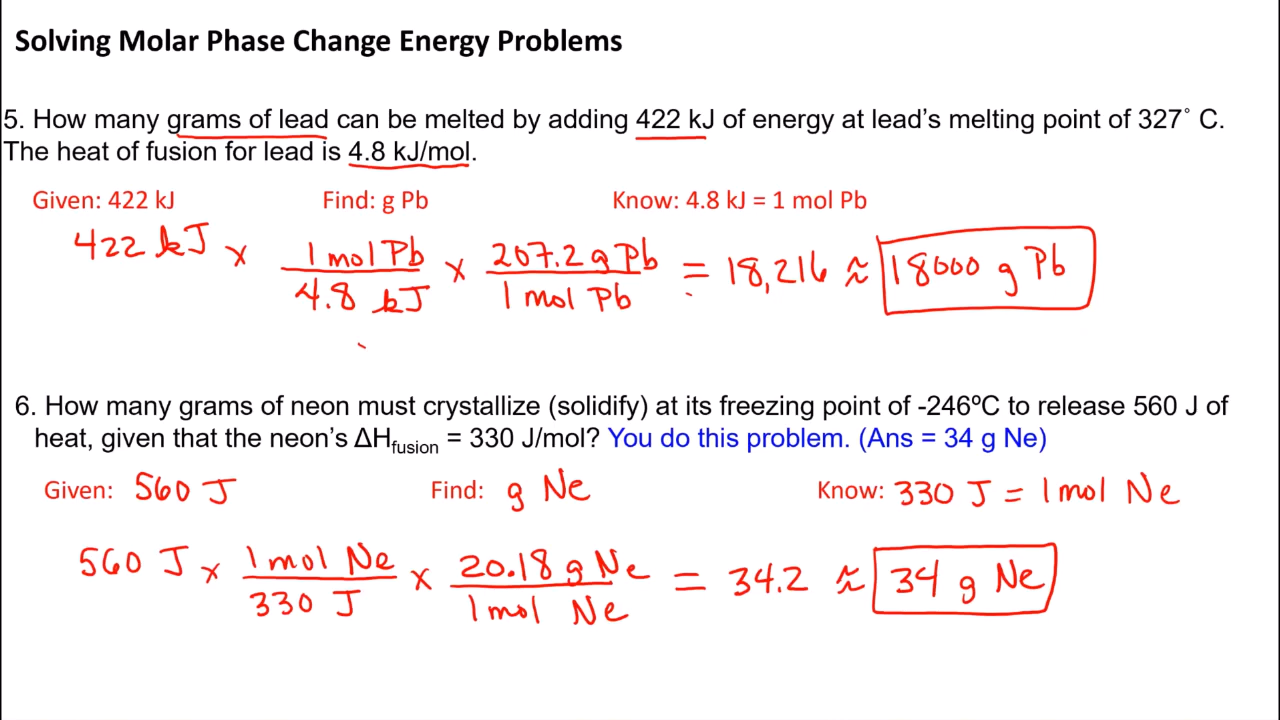 Solving Molar Phase Change Energy Problems
5. How many grams of lead can be melted by adding 422 kJ of energy at lead's melting point of 327˚ C.
The heat of fusion for lead is 4.8 kJ/mol.
Given: 422 kJ Find: g Pb Know: 4.8 kJ = 1 mol Pb
422 kJ x 1 mol Pb / 4.8 kJ x 207.2 g Pb / 1 mol Pb = 18,216 ≈ 18000 g Pb
6. How many grams of neon must crystallize (solidify) at its freezing point of -246ºC to release 560 J of
heat, given that the neon's ΔHfusion = 330 J/mol? You do this problem. (Ans = 34 g Ne)
Given: 560 J Find: g Ne Know: 330 J = 1 mol Ne
560 J x 1 mol Ne / 330 J x 20.18 g Ne / 1 mol Ne = 34.2 ≈ 34 g Ne